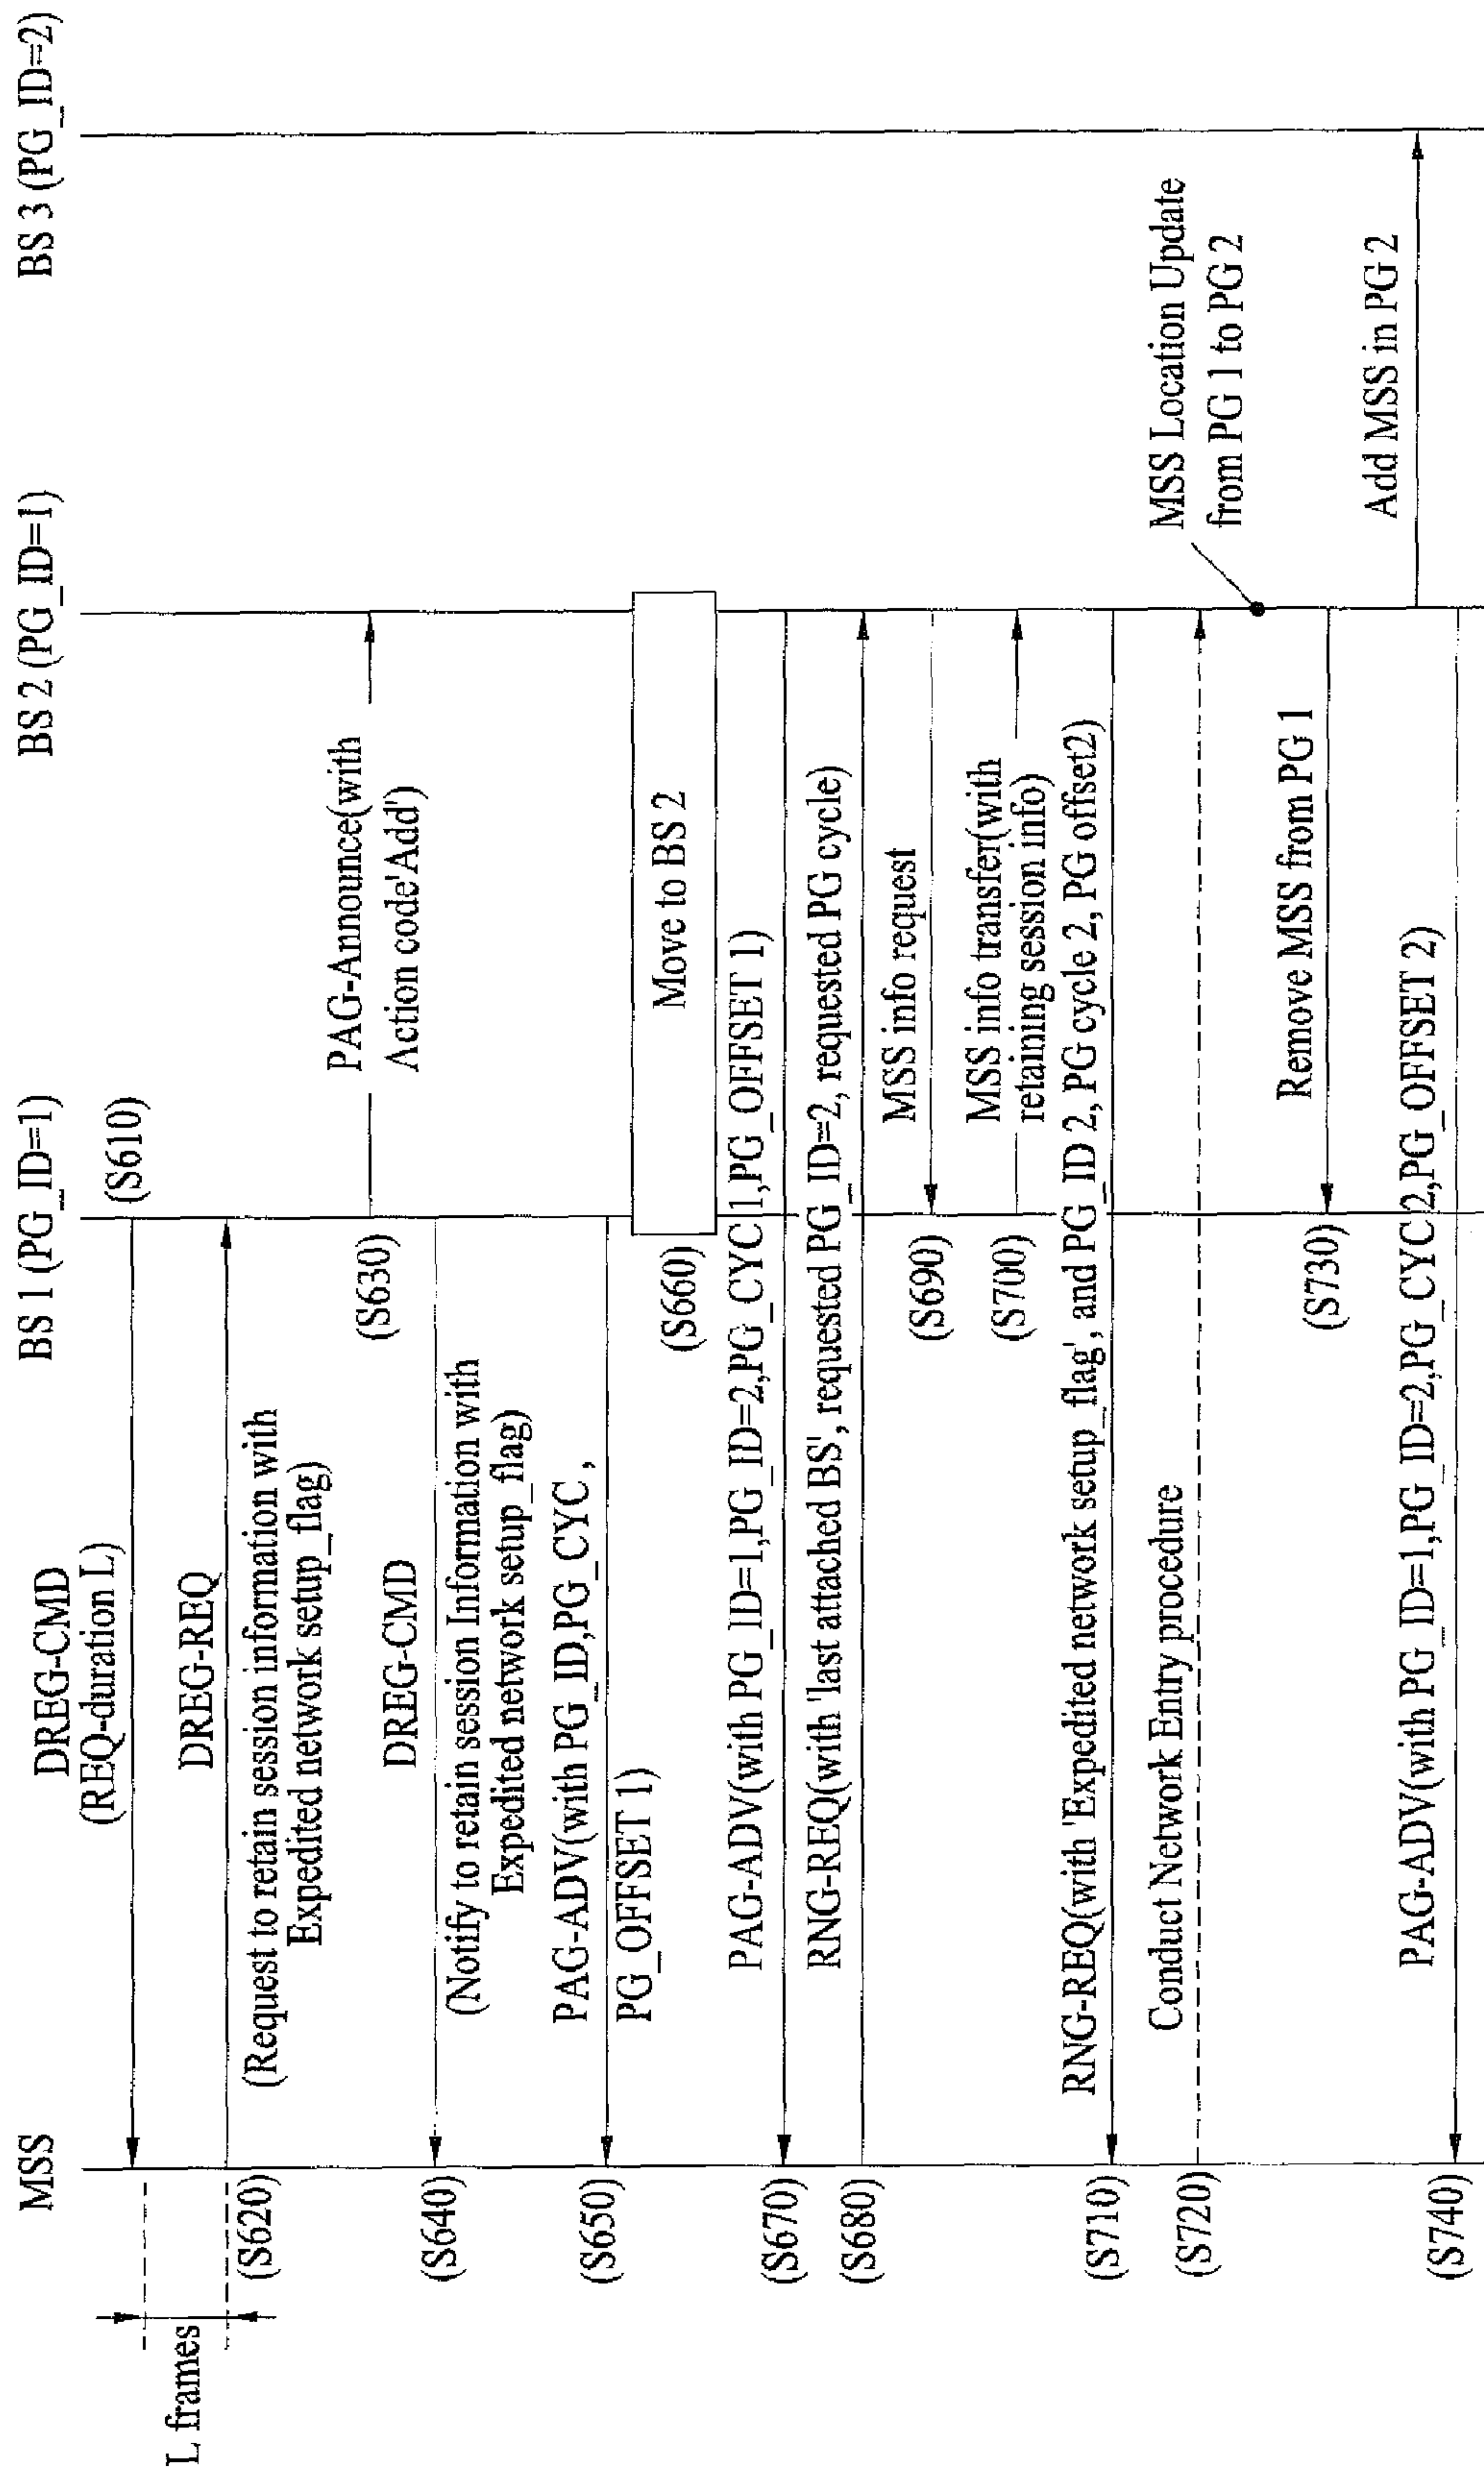 MSS
BS 1 (PG_ID=1)
BS 2 (PG_ID=1)
BS 3 (PG_ID=2)
DREG-CMD
(REQ-duration L)
(S610)
L frames
DREG-REQ
(S620)
(Request to retain session information with
Expedited network setup_flag)
PAG-Announce(with
Action code'Add')
(S630)
DREG-CMD
(S640)
(Notify to retain session Information with
Expedited network setup_flag)
PAG-ADV(with PG_ID,PG_CYC ,
(S650)
PG_OFFSET 1)
Move to BS 2
(S660)
PAG-ADV(with PG_ID=1,PG_ID=2,PG_CYC 1,PG_OFFSET 1)
(S670)
RNG-REQ(with 'last attached BS', requested PG_ID=2, requested PG cycle)
(S680)
MSS info request
(S690)
MSS info transfer(with
retaining session info)
(S700)
RNG-REQ(with 'Expedited network setup_flag', and PG_ID 2, PG cycle 2, PG offset2)
(S710)
Conduct Network Entry procedure
(S720)
MSS Location Update
from PG 1 to PG 2
Remove MSS from PG 1
(S730)
Add MSS in PG 2
PAG-ADV(with PG_ID=1,PG_ID=2,PG_CYC 2,PG_OFFSET 2)
(S740)